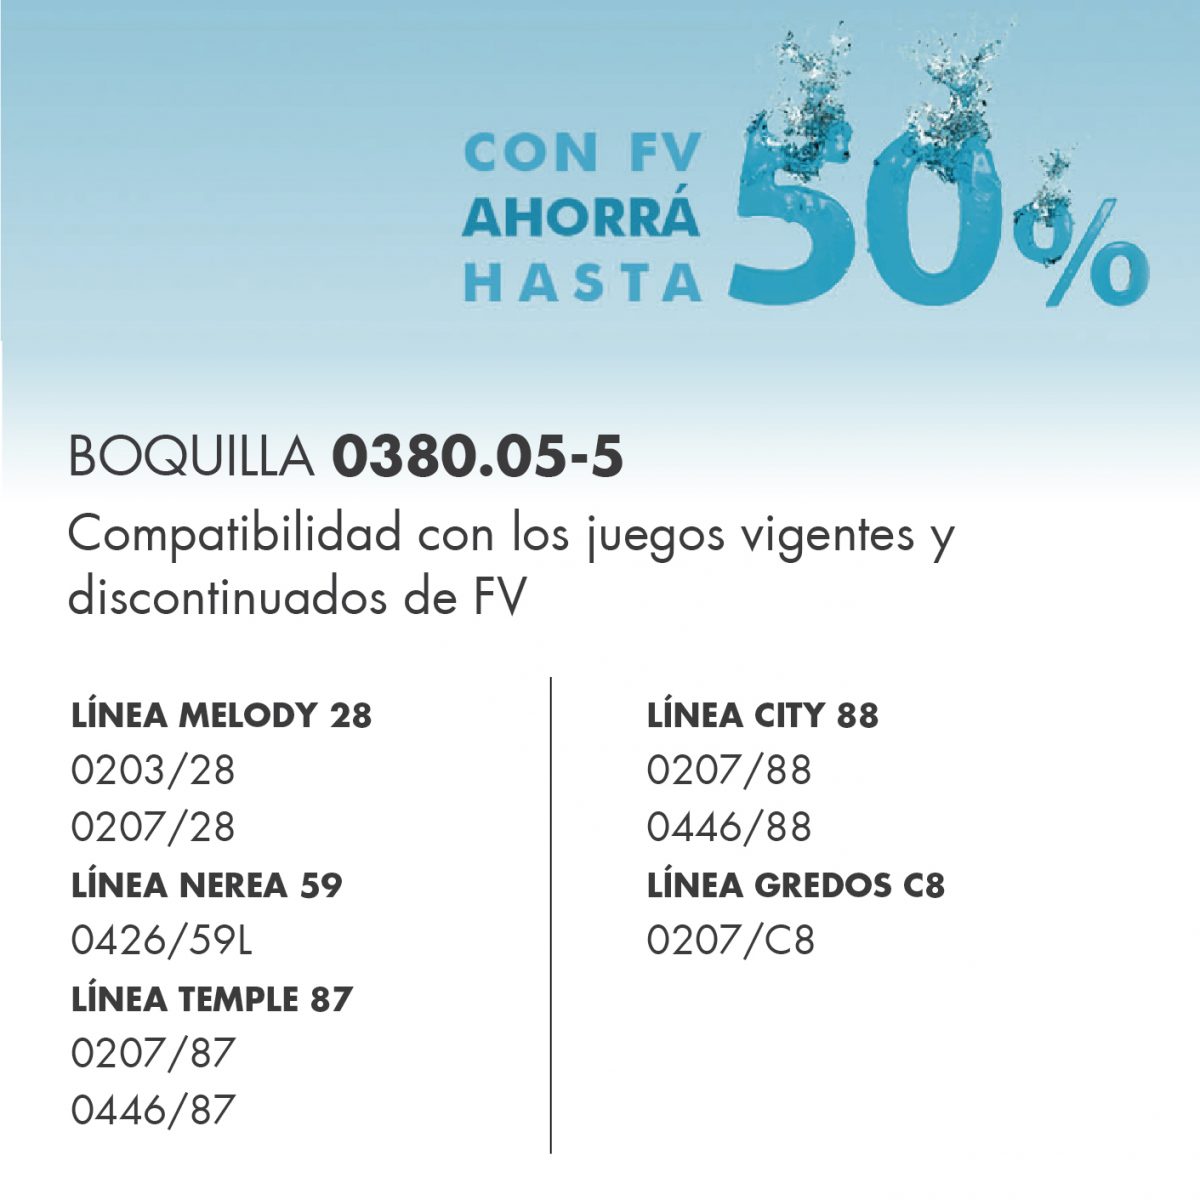 CON FV
AHORRÁ
HASTA
50%
BOQUILLA 0380.05-5
Compatibilidad con los juegos vigentes y
discontinuados de FV
LÍNEA MELODY 28
0203/28
0207/28
LÍNEA NEREA 59
0426/59L
LÍNEA TEMPLE 87
0207/87
0446/87
LÍNEA CITY 88
0207/88
0446/88
LÍNEA GREDOS C8
0207/C8